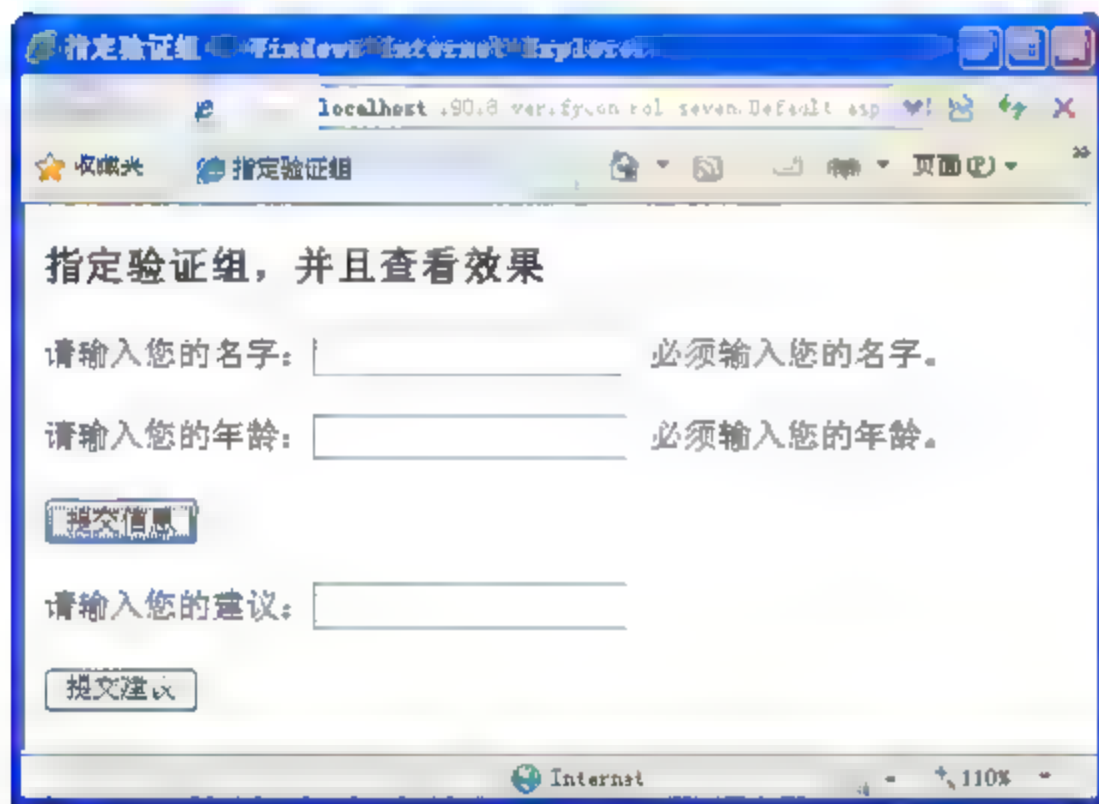 指定验证组 - Windows Internet Explorer
localhost
收藏夹 指定验证组 页面(P)
指定验证组，并且查看效果
请输入您的名字： 必须输入您的名字。
请输入您的年龄： 必须输入您的年龄。
提交信息
请输入您的建议：
提交建议
Internet 110%